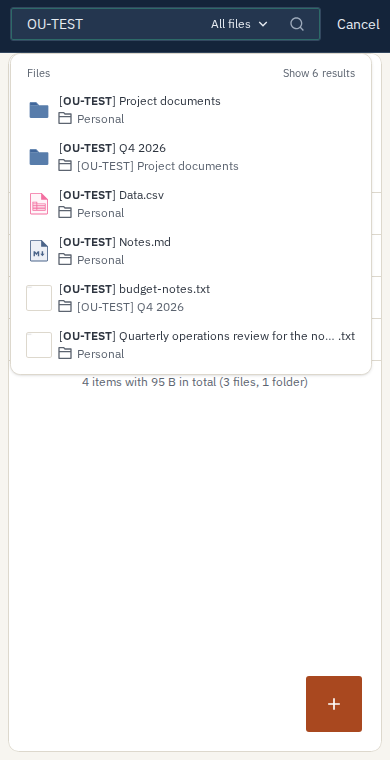 OU-TEST All files Cancel
Files Show 6 results
[OU-TEST] Project documents
Personal
[OU-TEST] Q4 2026
[OU-TEST] Project documents
[OU-TEST] Data.csv
Personal
[OU-TEST] Notes.md
Personal
[OU-TEST] budget-notes.txt
[OU-TEST] Q4 2026
[OU-TEST] Quarterly operations review for the no... .txt
Personal
4 items with 95 B in total (3 files, 1 folder)
+